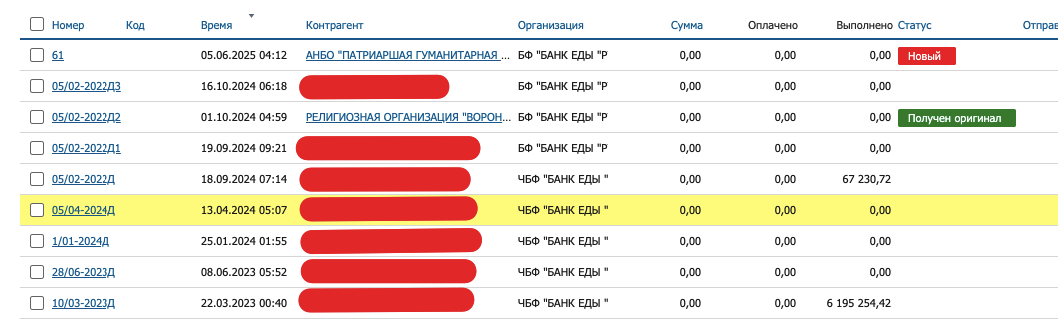 Номер Код Время Контрагент Организация Сумма Оплачено Выполнено Статус Отправ
61 05.06.2025 04:12 АНБО "ПАТРИАРШАЯ ГУМАНИТАРНАЯ ... БФ "БАНК ЕДЫ "Р 0,00 0,00 0,00 Новый
05/02-2022Д3 16.10.2024 06:18 БФ "БАНК ЕДЫ "Р 0,00 0,00 0,00
05/02-2022Д2 01.10.2024 04:59 РЕЛИГИОЗНАЯ ОРГАНИЗАЦИЯ "ВОРОН... БФ "БАНК ЕДЫ "Р 0,00 0,00 0,00 Получен оригинал
05/02-2022Д1 19.09.2024 09:21 БФ "БАНК ЕДЫ "Р 0,00 0,00 0,00
05/02-2022Д 18.09.2024 07:14 ЧБФ "БАНК ЕДЫ " 0,00 0,00 67 230,72
05/04-2024Д 13.04.2024 05:07 ЧБФ "БАНК ЕДЫ " 0,00 0,00 0,00
1/01-2024Д 25.01.2024 01:55 ЧБФ "БАНК ЕДЫ " 0,00 0,00 0,00
28/06-2023Д 08.06.2023 05:52 ЧБФ "БАНК ЕДЫ " 0,00 0,00 0,00
10/03-2023Д 22.03.2023 00:40 ЧБФ "БАНК ЕДЫ " 0,00 0,00 6 195 254,42